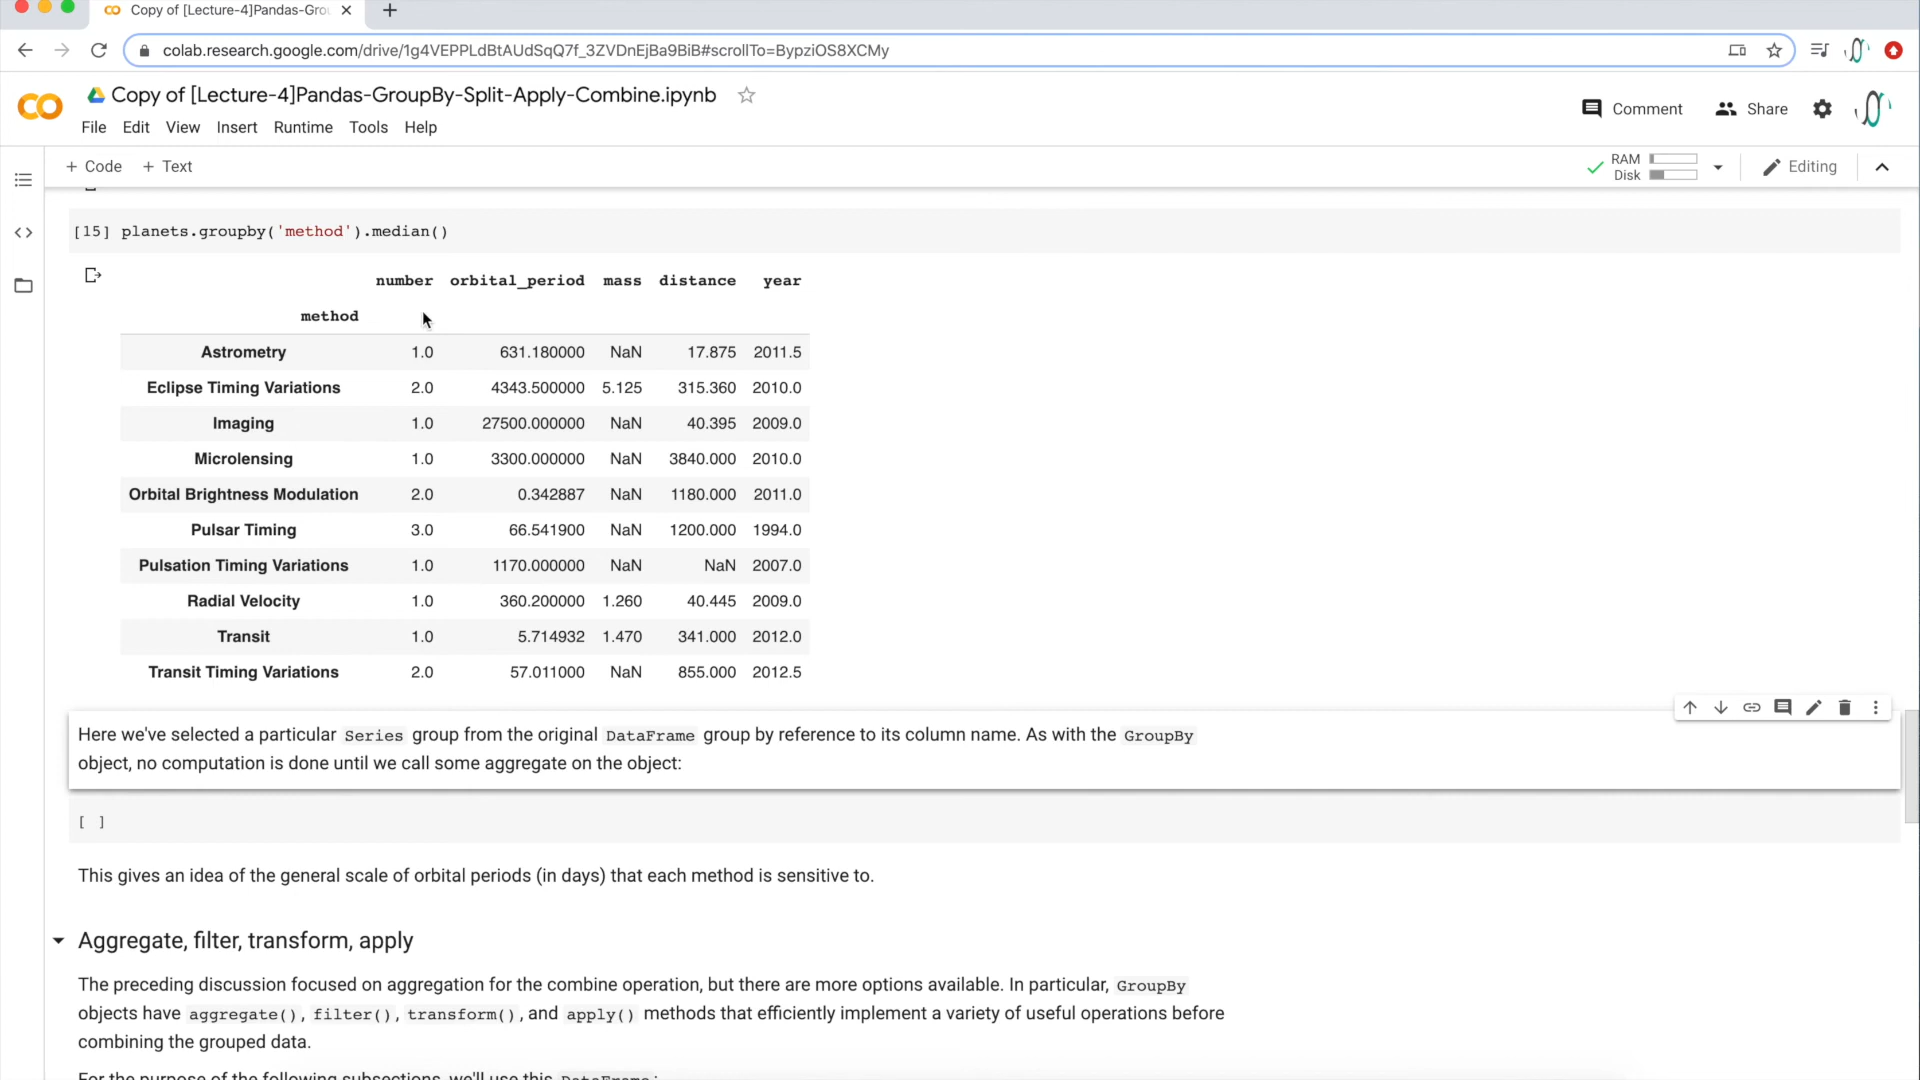 Copy of [Lecture-4]Pandas-Gro
colab.research.google.com/drive/1g4VEPPLdBtAUdSqQ7f_3ZVDnEjBa9BiB#scrollTo=BypziOS8XCMy
Copy of [Lecture-4]Pandas-GroupBy-Split-Apply-Combine.ipynb
Comment Share
File Edit View Insert Runtime Tools Help
+ Code + Text RAM Disk Editing
[15] planets.groupby('method').median()
number orbital_period mass distance year
method
Astrometry 1.0 631.180000 NaN 17.875 2011.5
Eclipse Timing Variations 2.0 4343.500000 5.125 315.360 2010.0
Imaging 1.0 27500.000000 NaN 40.395 2009.0
Microlensing 1.0 3300.000000 NaN 3840.000 2010.0
Orbital Brightness Modulation 2.0 0.342887 NaN 1180.000 2011.0
Pulsar Timing 3.0 66.541900 NaN 1200.000 1994.0
Pulsation Timing Variations 1.0 1170.000000 NaN NaN 2007.0
Radial Velocity 1.0 360.200000 1.260 40.445 2009.0
Transit 1.0 5.714932 1.470 341.000 2012.0
Transit Timing Variations 2.0 57.011000 NaN 855.000 2012.5
Here we've selected a particular Series group from the original DataFrame group by reference to its column name. As with the GroupBy
object, no computation is done until we call some aggregate on the object:
[ ]
This gives an idea of the general scale of orbital periods (in days) that each method is sensitive to.
Aggregate, filter, transform, apply
The preceding discussion focused on aggregation for the combine operation, but there are more options available. In particular, GroupBy
objects have aggregate(), filter(), transform(), and apply() methods that efficiently implement a variety of useful operations before
combining the grouped data.
For the purpose of the following subsections, we'll use this DataFrame: